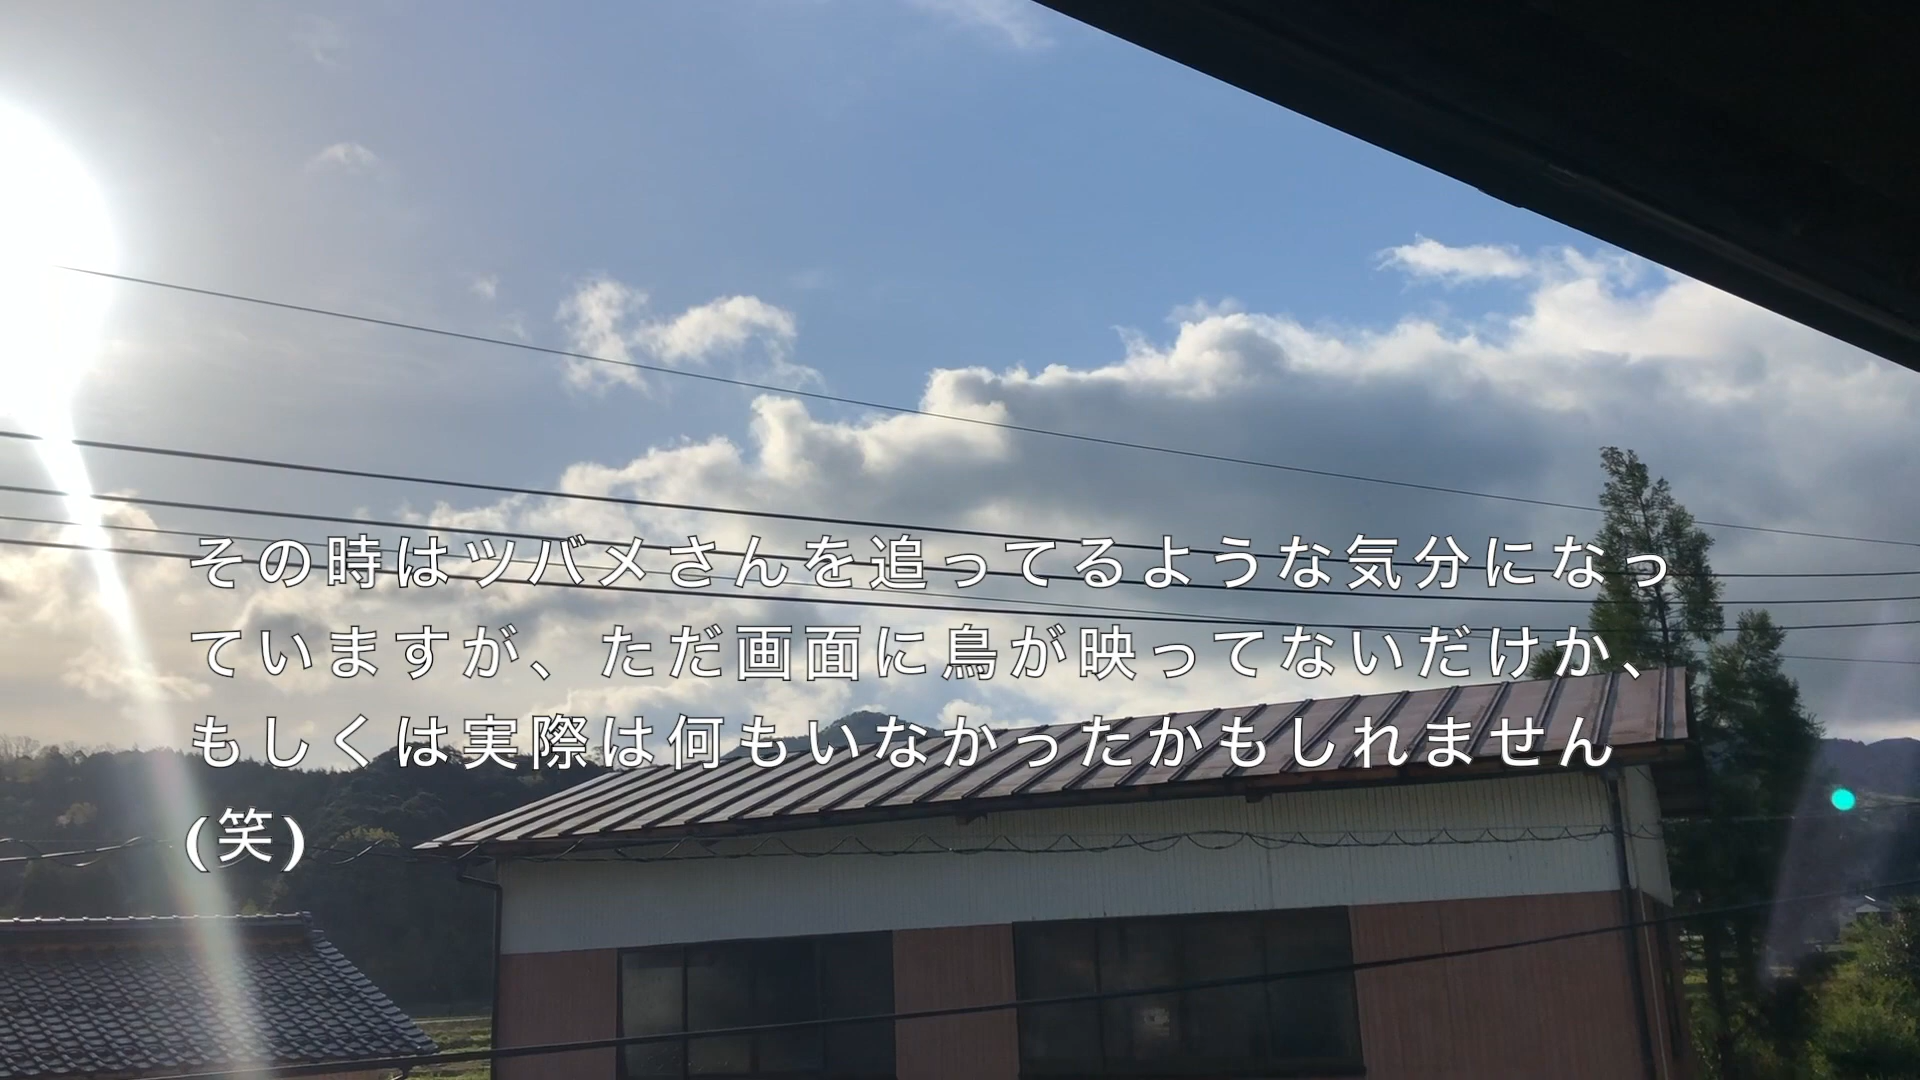 その時はツバメさんを追ってるような気分になっ
ていますが、ただ画面に鳥が映ってないだけか、
もしくは実際は何もいなかったかもしれません
(笑)